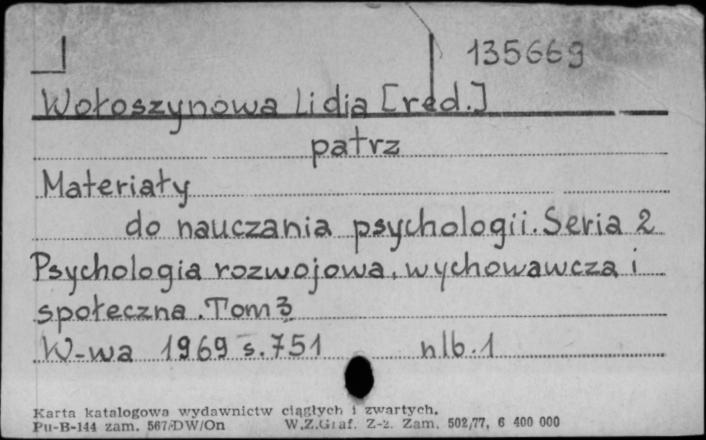 135669
Wołoszynowa Lidia [red.]
patrz
Materiały
do nauczania psychologii. Seria 2
Psychologia rozwojowa, wychowawcza i
społeczna. Tom 3
W-wa 1969 s. 751 nlb. 1
Karta katalogowa wydawnictw ciągłych i zwartych.
Pu-B-144 zam. 567/DW/On W.Z.Graf. Z-2. Zam. 502/77, 6 400 000